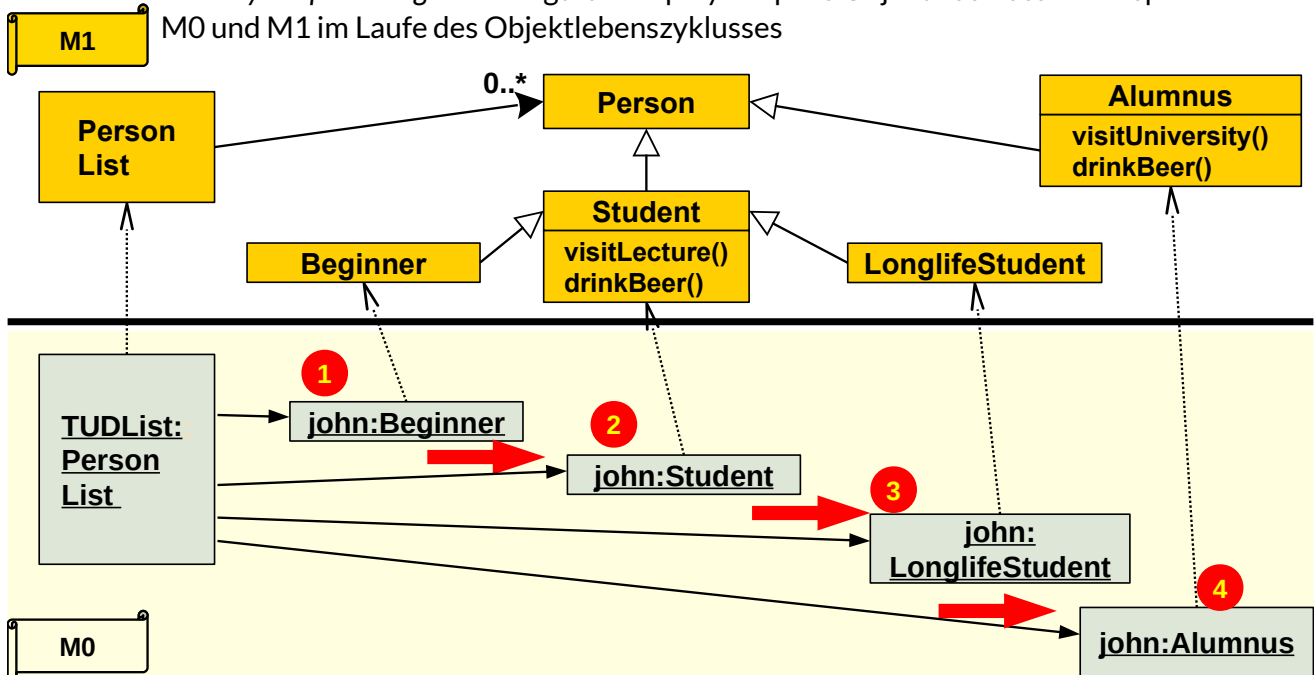 M0 und M1 im Laufe des Objektlebenszyklusses
M1
0..*
Person
List
Person
Alumnus
visitUniversity()
drinkBeer()
Student
visitLecture()
drinkBeer()
Beginner
LonglifeStudent
1
john:Beginner
2
john:Student
TUDList:
Person
List
3
john:
LonglifeStudent
4
john:Alumnus
M0